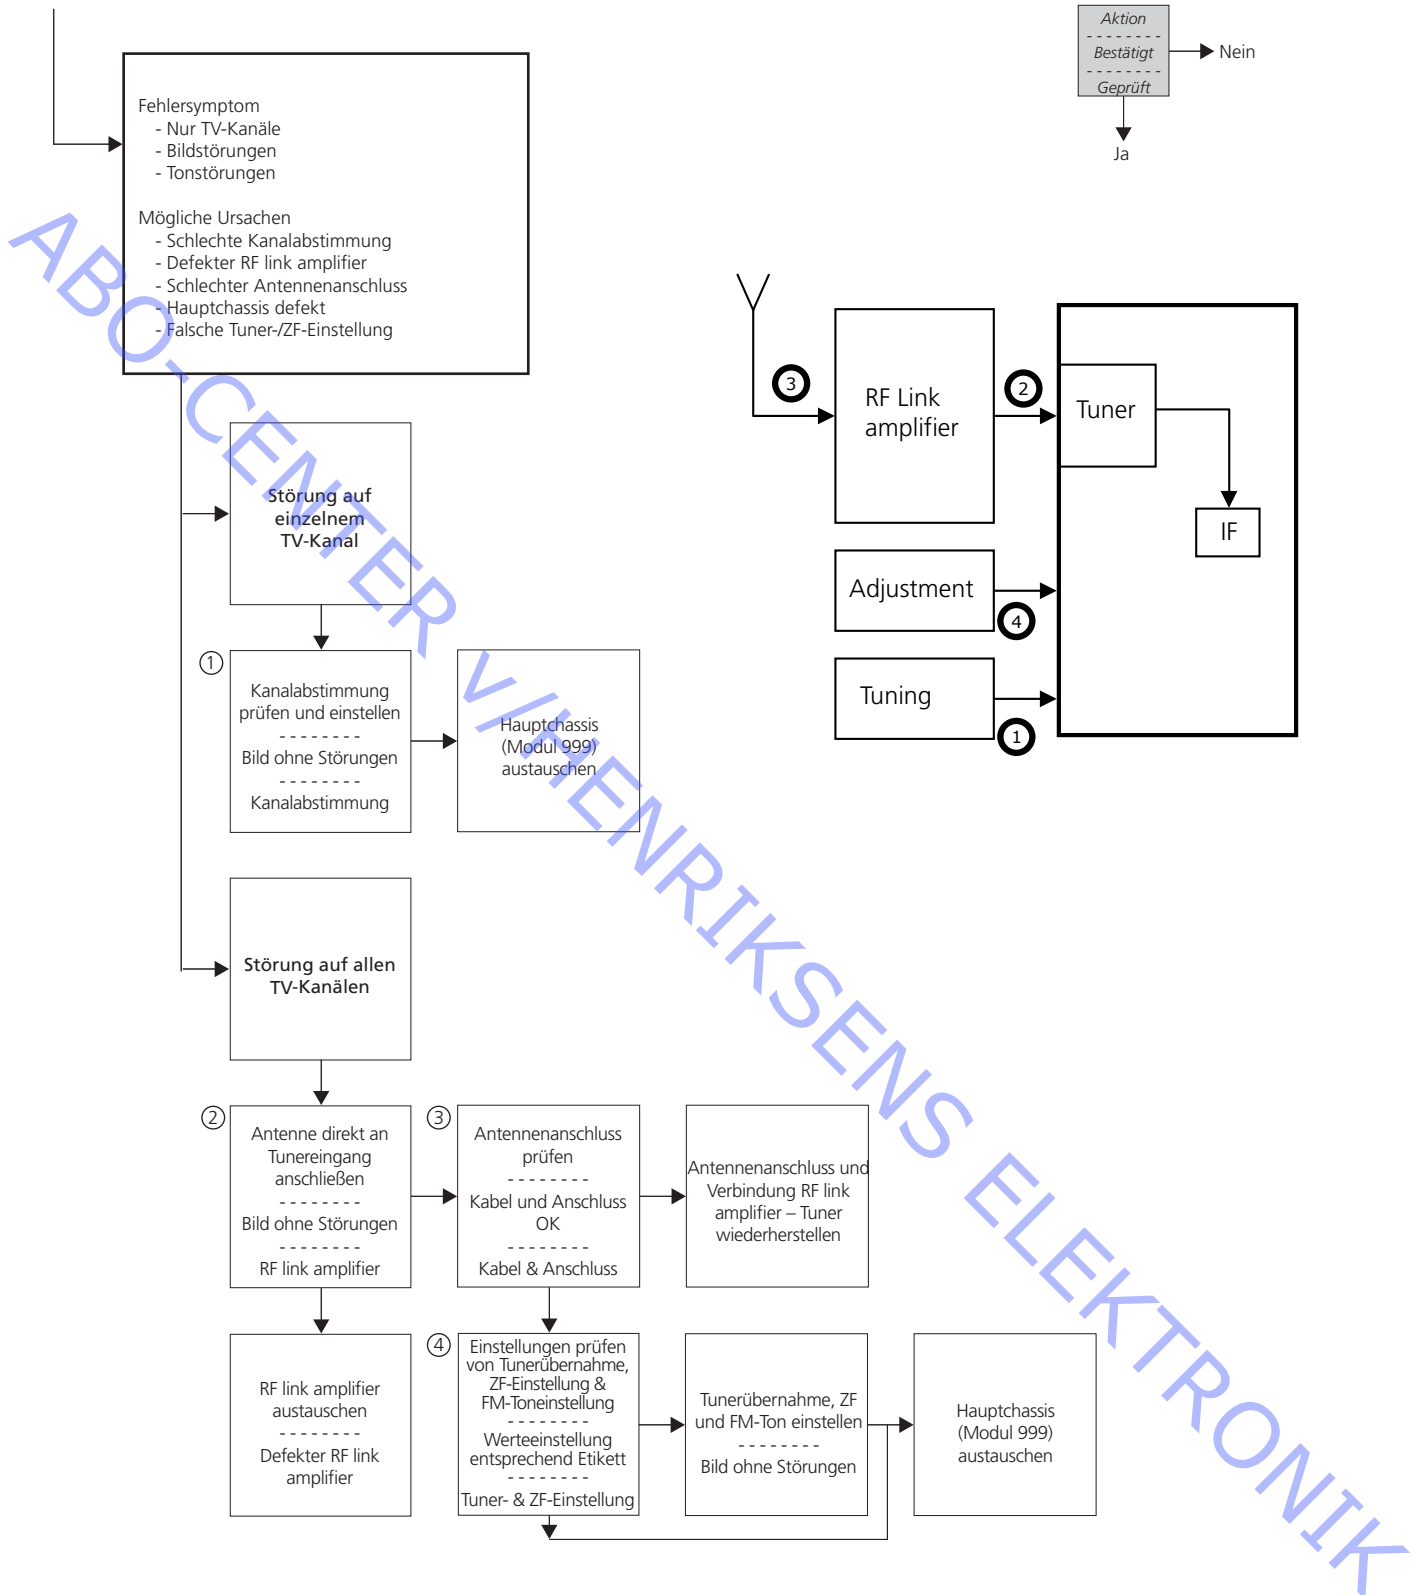 Aktion
- - - - - - - -
Bestätigt
- - - - - - - -
Geprüft
Nein
Ja
Fehlersymptom
- Nur TV-Kanäle
- Bildstörungen
- Tonstörungen
Mögliche Ursachen
- Schlechte Kanalabstimmung
- Defekter RF link amplifier
- Schlechter Antennenanschluss
- Hauptchassis defekt
- Falsche Tuner-/ZF-Einstellung
3
RF Link
amplifier
2
Tuner
IF
Adjustment
4
Tuning
1
Störung auf
einzelnem
TV-Kanal
1
Kanalabstimmung
prüfen und einstellen
- - - - - - - -
Bild ohne Störungen
- - - - - - - -
Kanalabstimmung
Hauptchassis
(Modul 999)
austauschen
Störung auf allen
TV-Kanälen
2
Antenne direkt an
Tunereingang
anschließen
- - - - - - - -
Bild ohne Störungen
- - - - - - - -
RF link amplifier
3
Antennenanschluss
prüfen
- - - - - - - -
Kabel und Anschluss
OK
- - - - - - - -
Kabel & Anschluss
Antennenanschluss und
Verbindung RF link
amplifier – Tuner
wiederherstellen
RF link amplifier
austauschen
- - - - - - - -
Defekter RF link
amplifier
4
Einstellungen prüfen
von Tunerübernahme,
ZF-Einstellung &
FM-Toneinstellung
- - - - - - - -
Werteeinstellung
entsprechend Etikett
- - - - - - - -
Tuner- & ZF-Einstellung
Tunerübernahme, ZF
und FM-Ton einstellen
- - - - - - - -
Bild ohne Störungen
Hauptchassis
(Modul 999)
austauschen
ABO-CENTER v/HENRIKSENS ELEKTRONIK